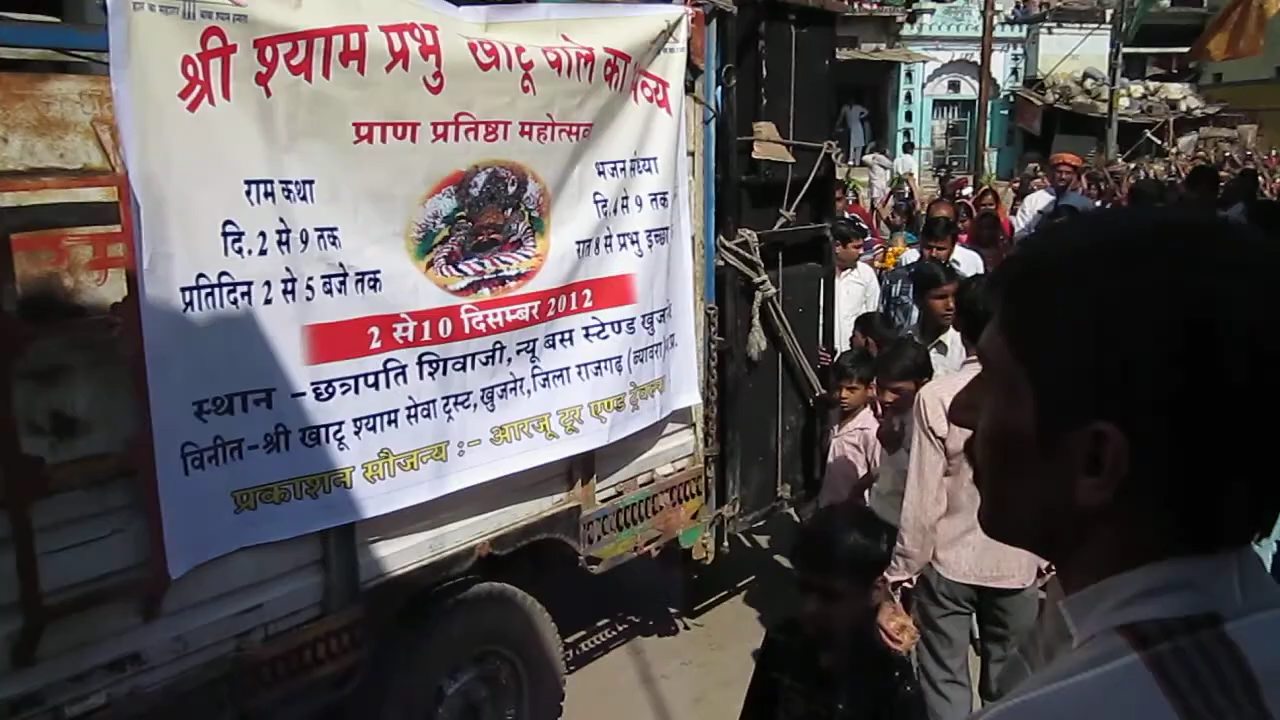 श्री श्याम प्रभु खाटू वाले का भव्य
प्राण प्रतिष्ठा महोत्सव
राम कथा
दि.2 से 9 तक
प्रतिदिन 2 से 5 बजे तक
भजन संध्या
दि.4 से 9 तक
रात 8 से प्रभु इच्छा
2 से 10 दिसम्बर 2012
स्थान - छत्रपति शिवाजी, न्यू बस स्टेण्ड खुजनेर
विनीत-श्री खाटू श्याम सेवा ट्रस्ट, खुजनेर, जिला राजगढ़ (ब्यावरा) म.प्र.
प्रकाशन सौजन्य :- आरजू टूर एण्ड ट्रेवल्स